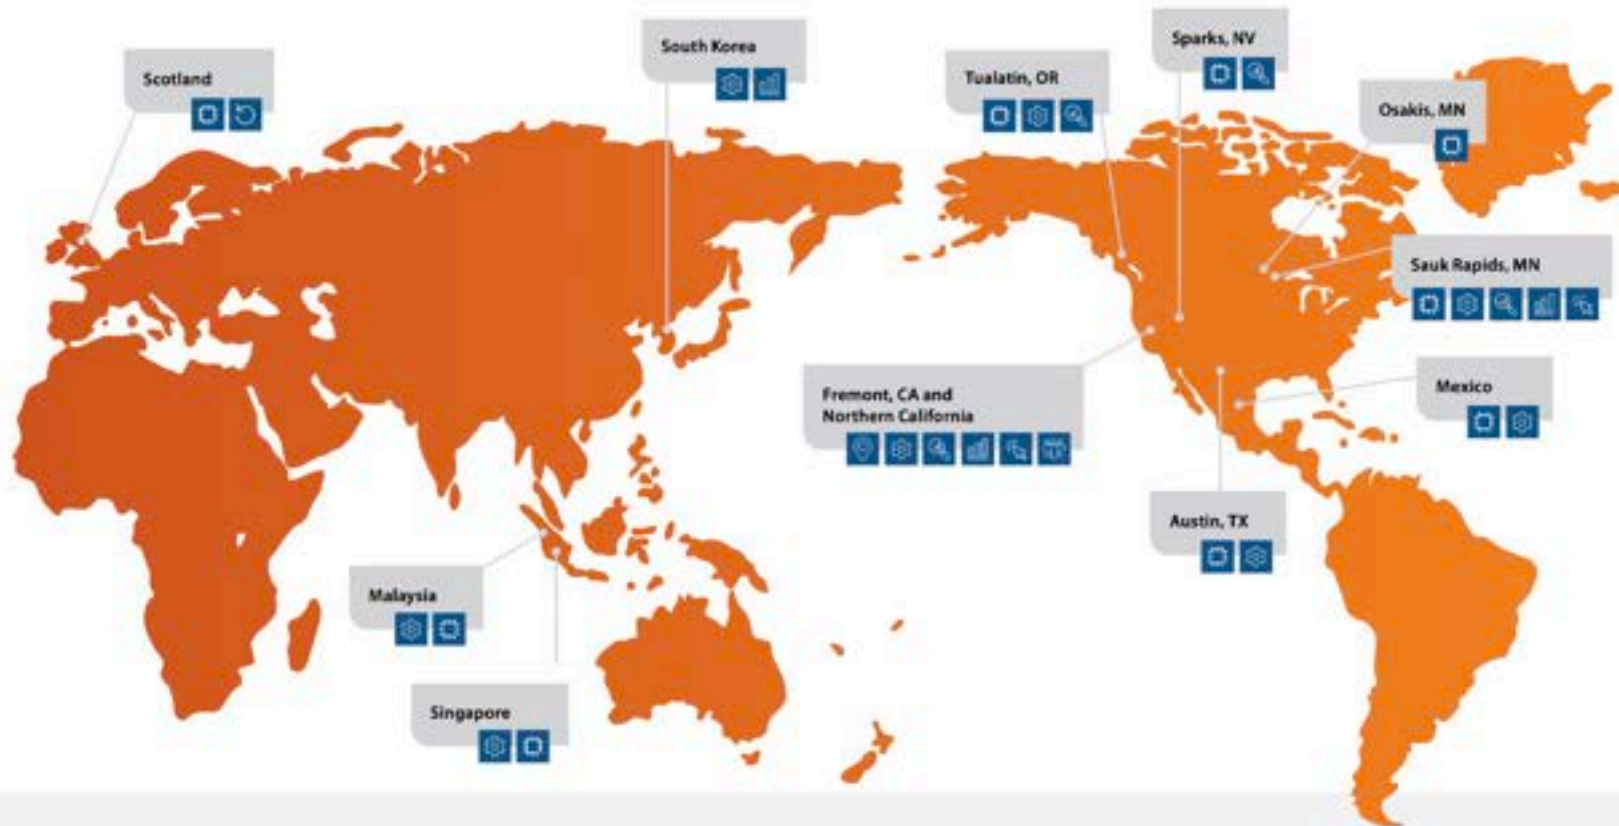 Scotland
South Korea
Tualatin, OR
Sparks, NV
Osakis, MN
Sauk Rapids, MN
Fremont, CA and
Northern California
Mexico
Austin, TX
Malaysia
Singapore